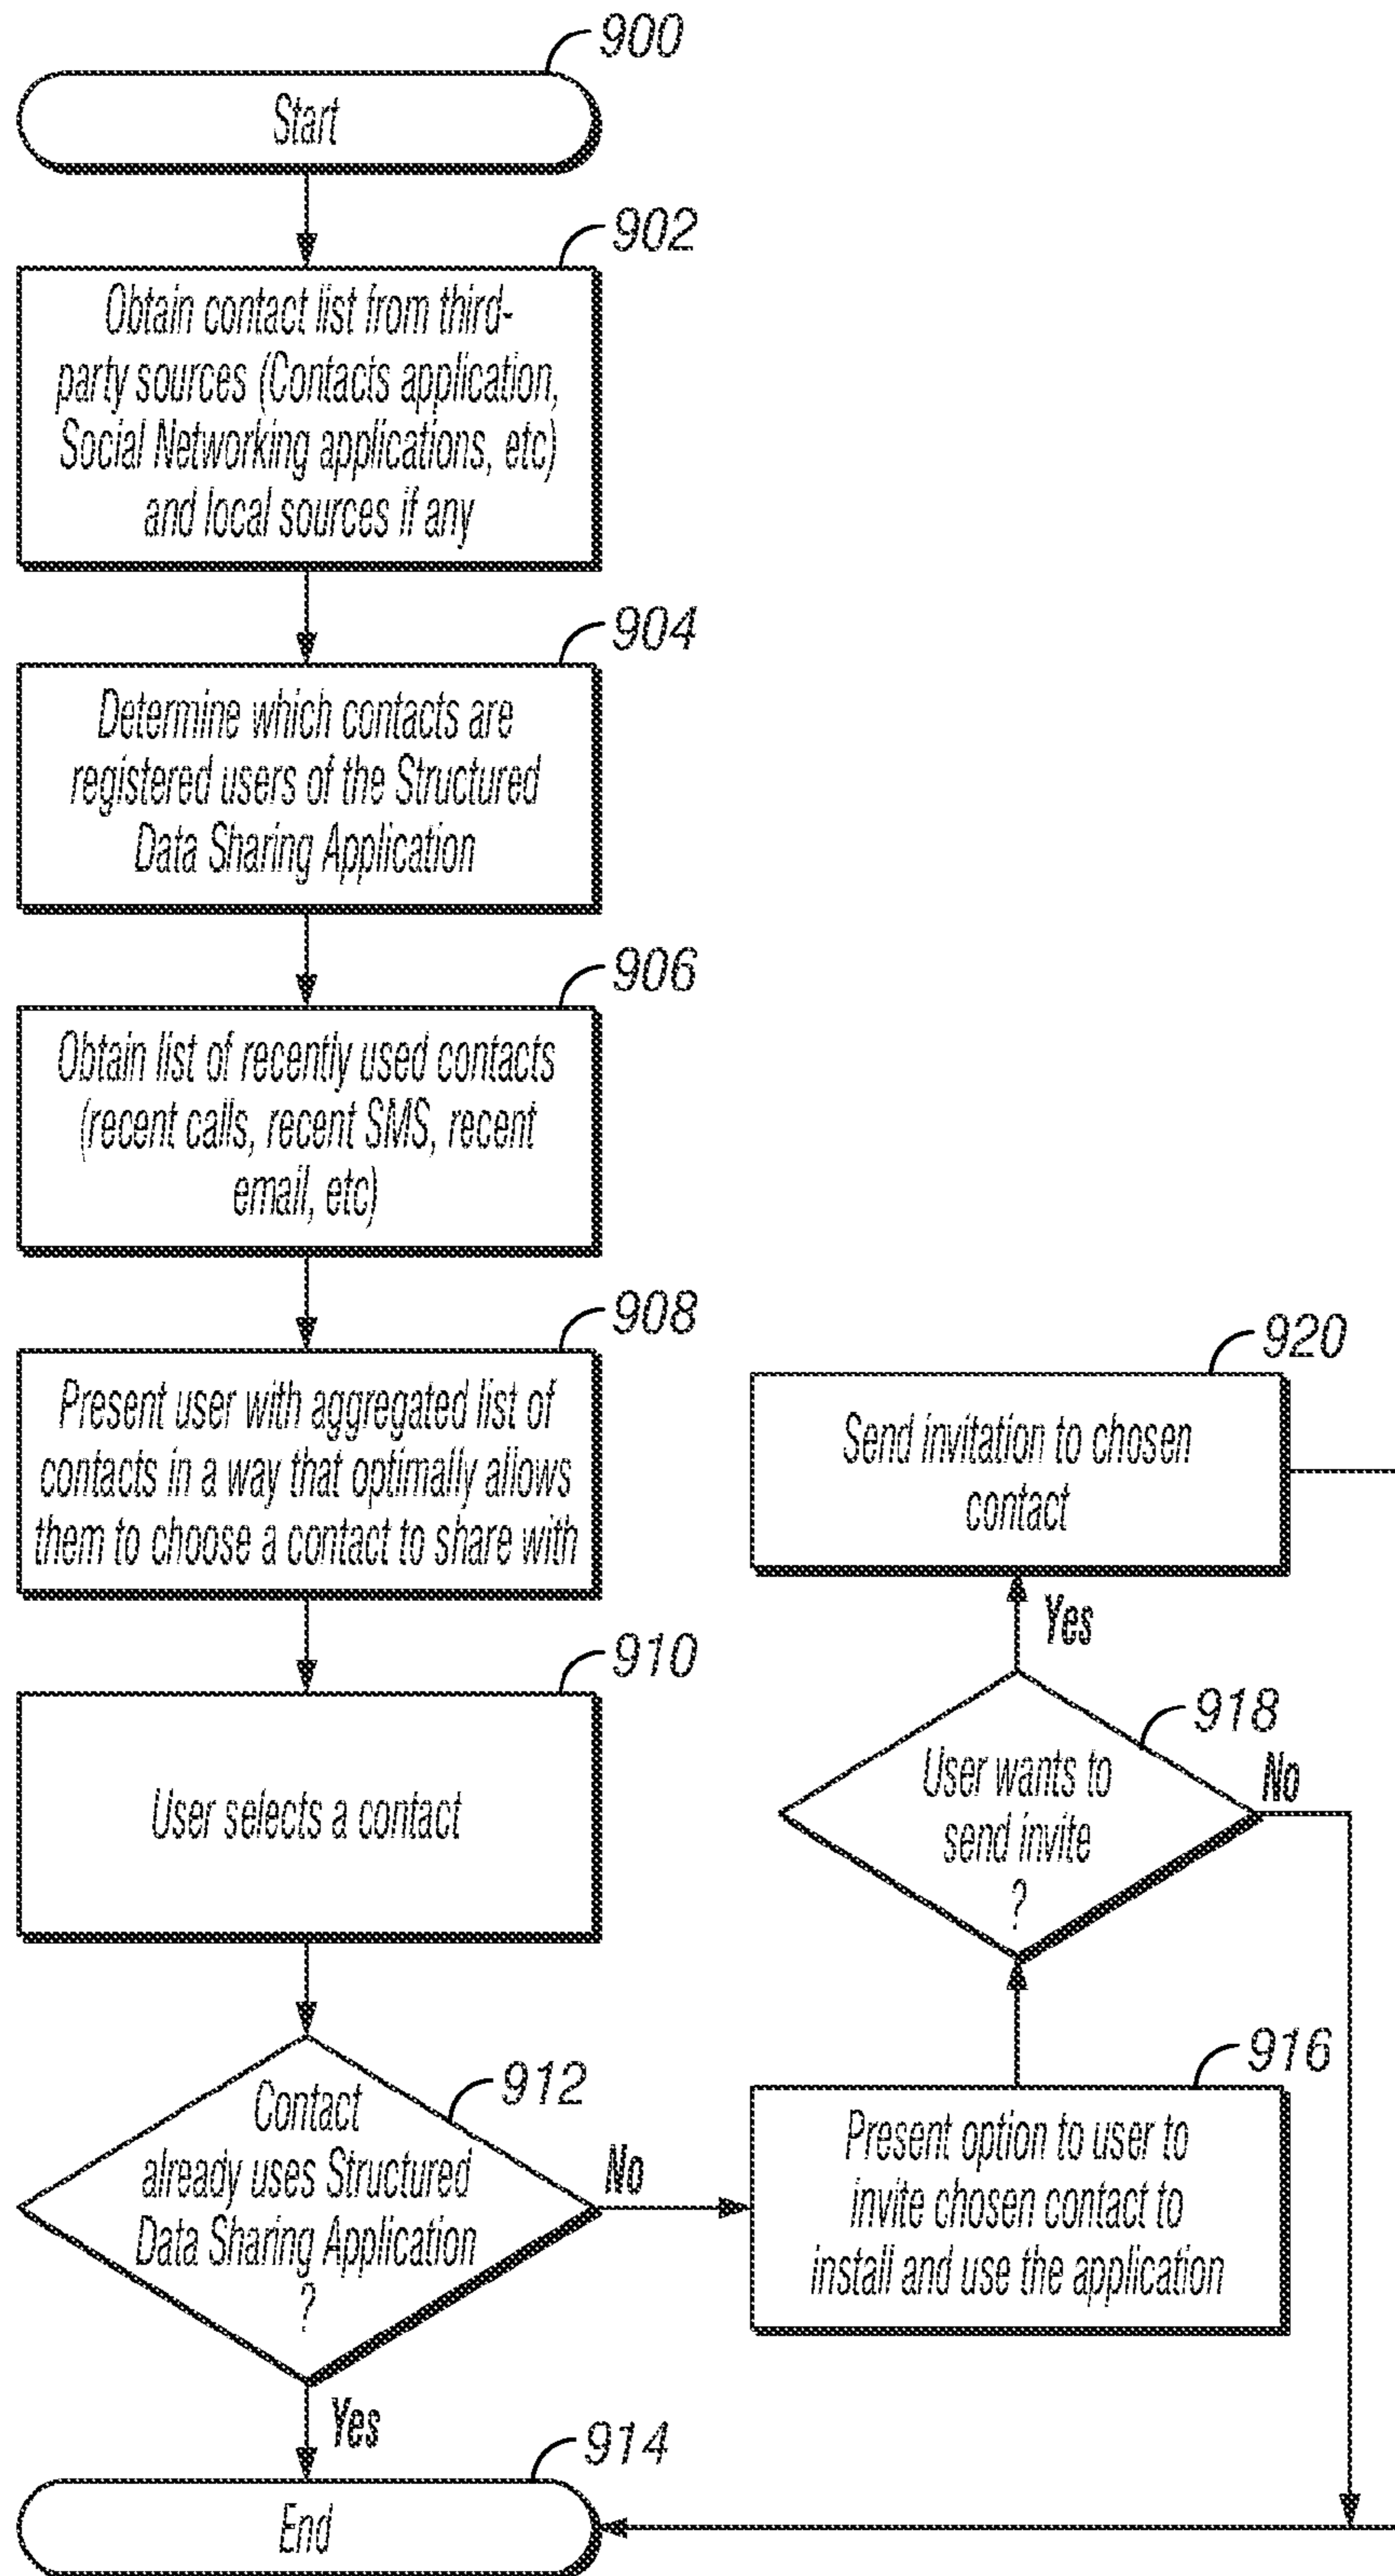 900
Start
902
Obtain contact list from third-
party sources (Contacts application,
Social Networking applications, etc)
and local sources if any
904
Determine which contacts are
registered users of the Structured
Data Sharing Application
906
Obtain list of recently used contacts
(recent calls, recent SMS, recent
email, etc)
908
Present user with aggregated list of
contacts in a way that optimally allows
them to choose a contact to share with
910
User selects a contact
912
Contact
already uses Structured
Data Sharing Application
?
No
Yes
914
End
916
Present option to user to
invite chosen contact to
install and use the application
918
User wants to
send invite
?
No
Yes
920
Send invitation to chosen
contact